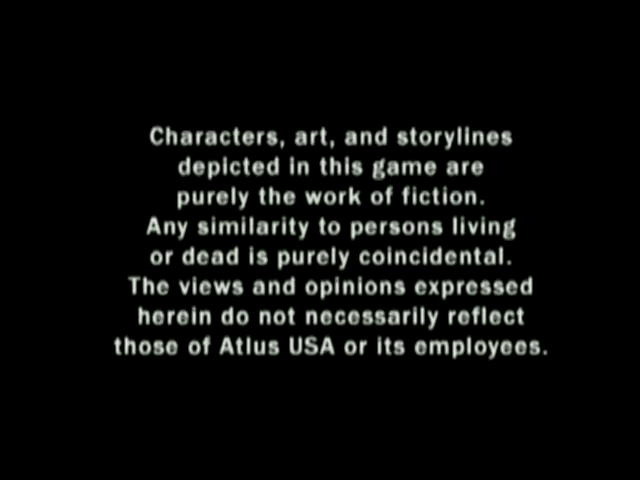 Characters, art, and storylines
depicted in this game are
purely the work of fiction.
Any similarity to persons living
or dead is purely coincidental.
The views and opinions expressed
herein do not necessarily reflect
those of Atlus USA or its employees.